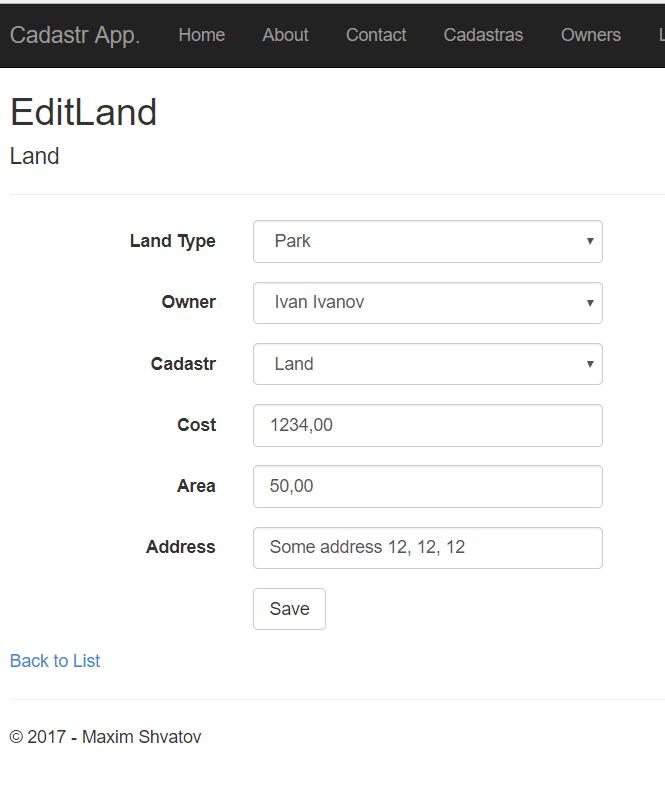 Cadastr App. Home About Contact Cadastras Owners
EditLand
Land
Land Type Park
Owner Ivan Ivanov
Cadastr Land
Cost 1234,00
Area 50,00
Address Some address 12, 12, 12
Save
Back to List
© 2017 - Maxim Shvatov